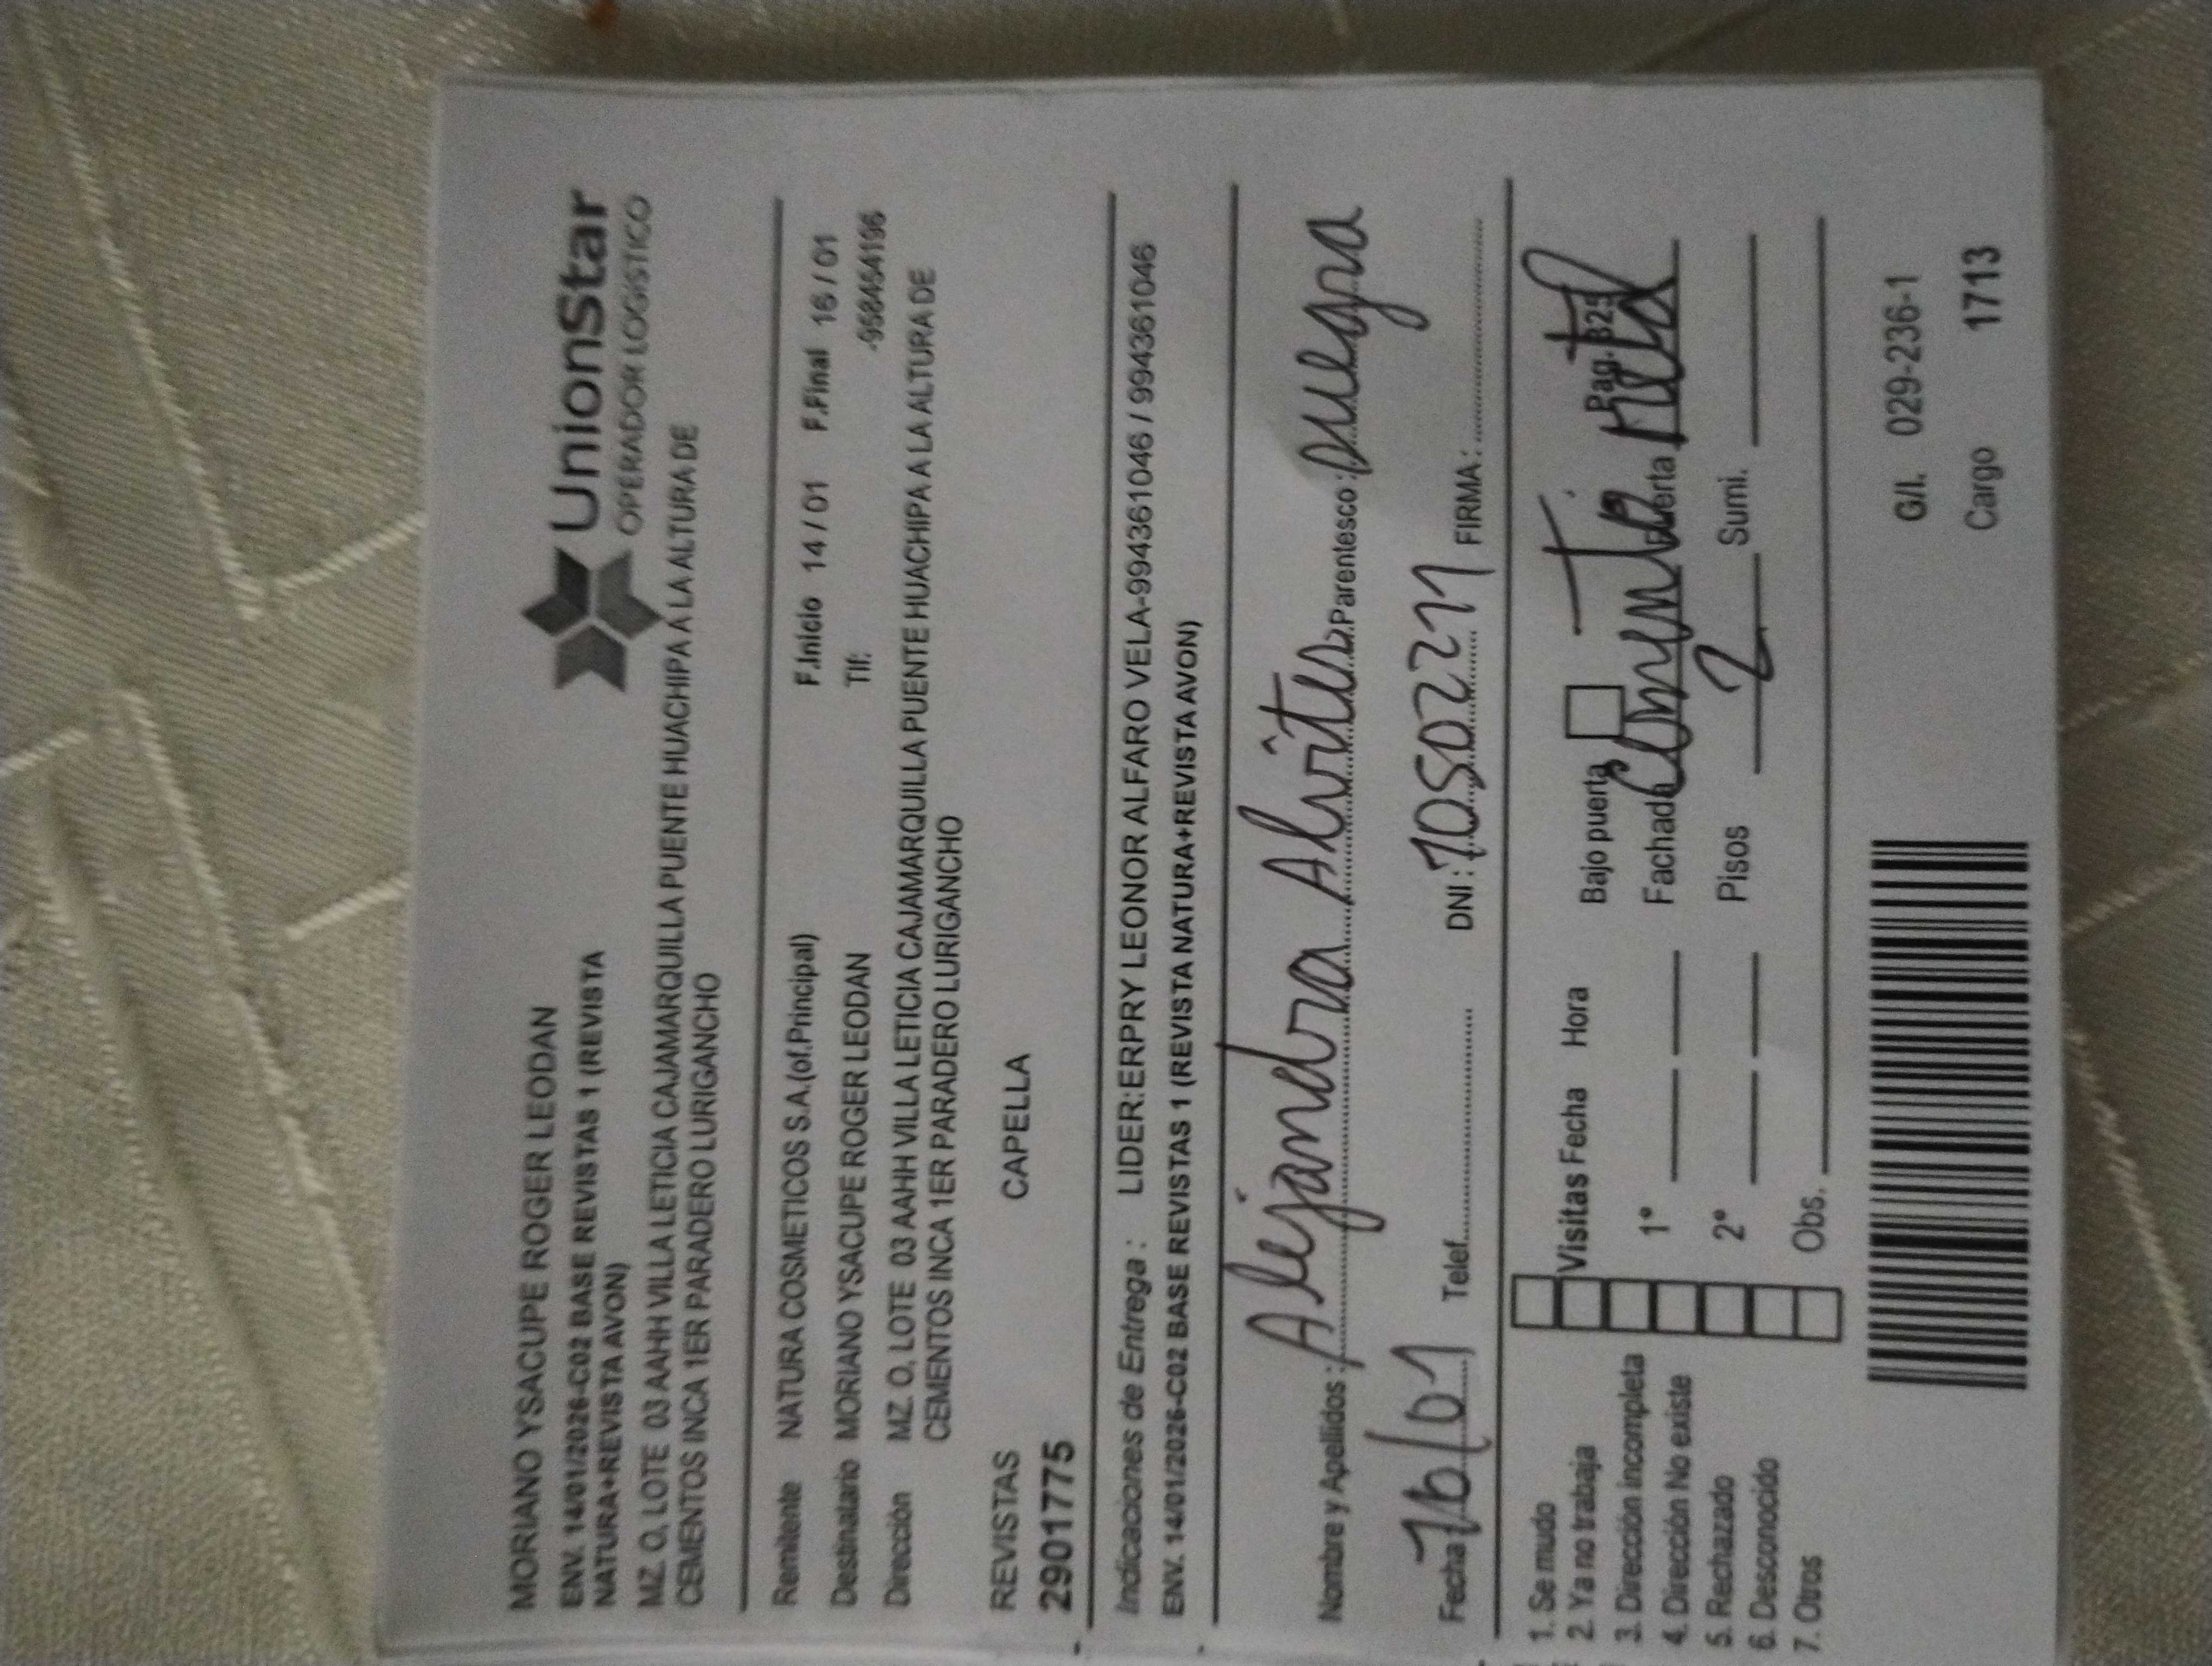 UnionStar
OPERADOR LOGISTICO
MORIANO YSACUPE ROGER LEODAN
ENV. 14/01/2026-C02 BASE REVISTAS 1 (REVISTA
NATURA+REVISTA AVON)
MZ. O, LOTE 03 AAHH VILLA LETICIA CAJAMARQUILLA PUENTE HUACHIPA A LA ALTURA DE
CEMENTOS INCA 1ER PARADERO LURIGANCHO
Remitente NATURA COSMETICOS S.A.(of.Principal) F.Inicio 14 / 01 F.Final 16 / 01
Destinatario MORIANO YSACUPE ROGER LEODAN Tlf:
Dirección MZ. O, LOTE 03 AAHH VILLA LETICIA CAJAMARQUILLA PUENTE HUACHIPA A LA ALTURA DE
CEMENTOS INCA 1ER PARADERO LURIGANCHO
REVISTAS CAPELLA
2901775
Indicaciones de Entrega : LIDER:ERPRY LEONOR ALFARO VELA-994361046 / 994361046
ENV. 14/01/2026-C02 BASE REVISTAS 1 (REVISTA NATURA+REVISTA AVON)
Nombre y Apellidos : Alejandra Alvites Parentesco : suegra
Fecha 16/01 Telef. DNI : 70502271 FIRMA :
1. Se mudo
2. Ya no trabaja
3. Dirección incompleta
4. Dirección No existe
5. Rechazado
6. Desconocido
7. Otros
Visitas Fecha Hora Bajo puerta Pag. 325
1° Fachada Puerta
2° Pisos 2 Sumi.
Obs.
G/I. 029-236-1
Cargo 1713